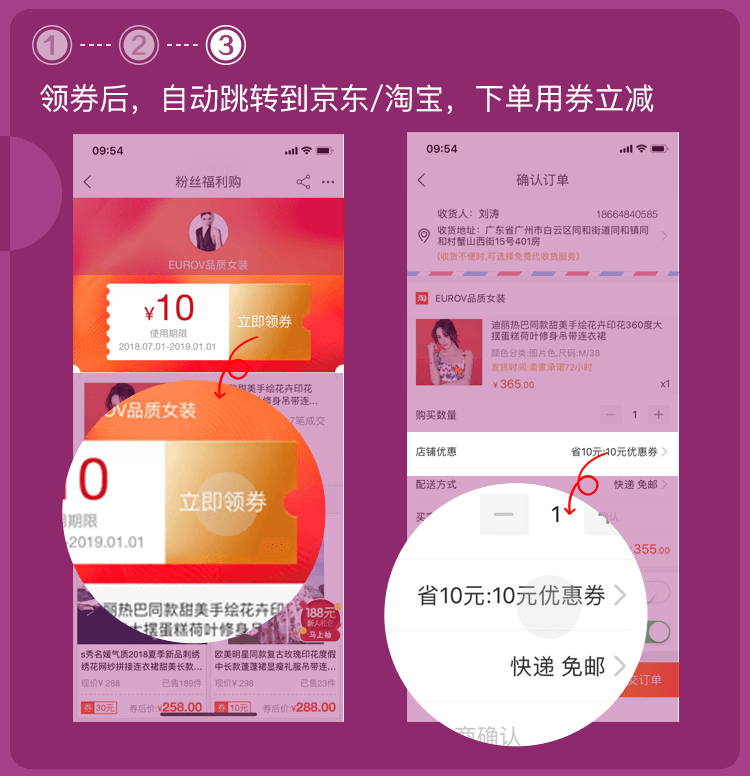 1
2
3
领券后，自动跳转到京东/淘宝，下单用券立减
09:54
粉丝福利购
EUROV品质女装
¥10
使用期限
2018.07.01-2019.01.01
立即领券
款甜美手绘花卉印花
修身吊带连...
7笔成交
OV品质女装
0
期限
-2019.01.01
立即领券
丽热巴同款甜美手绘花卉印
大摆蛋糕荷叶修身吊
188元
新人礼包
马上抽
s秀名媛气质2018夏季新品刺绣
绣花网纱拼接连衣裙甜美长款...
现价¥ 288
已售189件
券 30元
券后价:¥258.00
欧美明星同款复古玫瑰印花度假
中长款蓬蓬裙显瘦礼服吊带连...
现价¥ 298
已售23件
券 10元
券后价:¥288.00
09:54
确认订单
收货人：刘涛
18664840585
收货地址：广东省广州市白云区同和街道同和镇同
和村蟹山西街15号401房
(收货不便时,可选择免费代收货服务)
淘 EUROV品质女装
迪丽热巴同款甜美手绘花卉印花360度大
摆蛋糕荷叶修身吊带连衣裙
颜色分类:图片色,尺码:M/38
发货时间:卖家承诺72小时
¥365.00
x1
购买数量
1
店铺优惠
省10元:10元优惠券
配送方式
快递 免邮
355.00
1
省10元:10元优惠券
快递 免邮
商确认
交订单